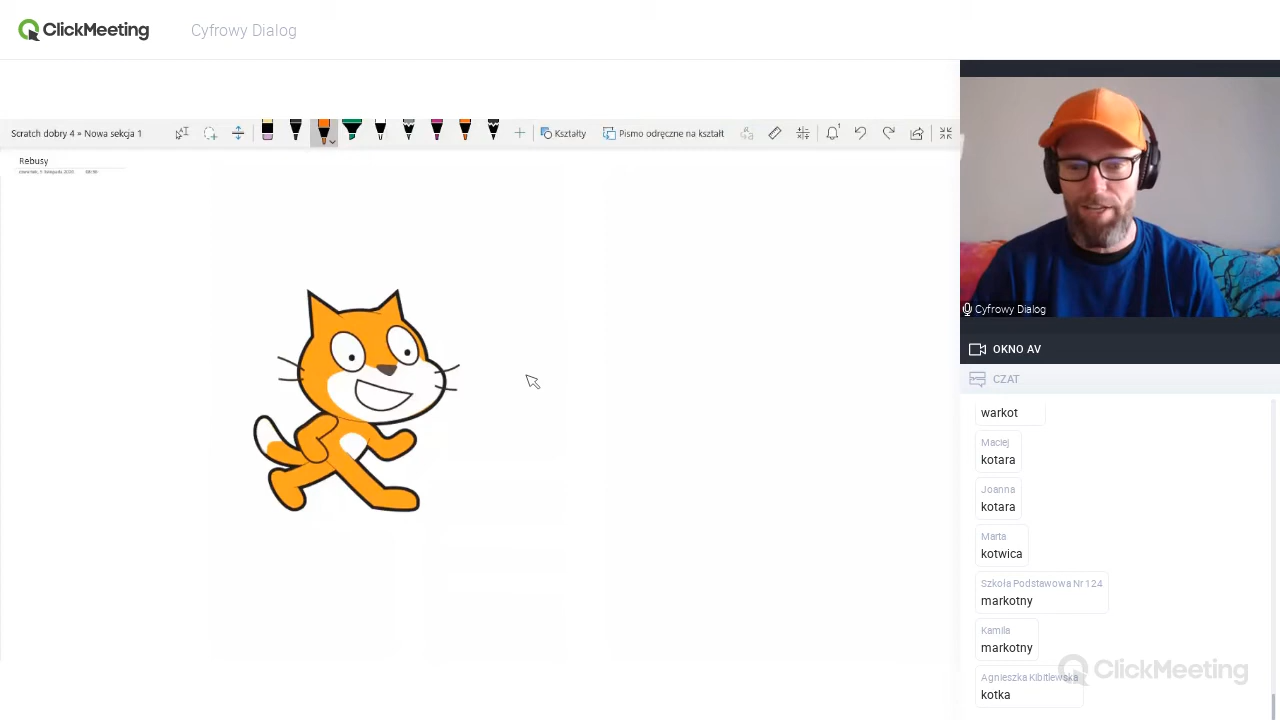 ClickMeeting
Cyfrowy Dialog
Scratch dobry 4 » Nowa sekcja 1
Kształty
Pismo odręczne na kształt
Rebusy
Cyfrowy Dialog
OKNO AV
CZAT
warkot
Maciej
kotara
Joanna
kotara
Marta
kotwica
Szkoła Podstawowa Nr 124
markotny
Kamila
markotny
Agnieszka Kibitlewska
kotka
ClickMeeting